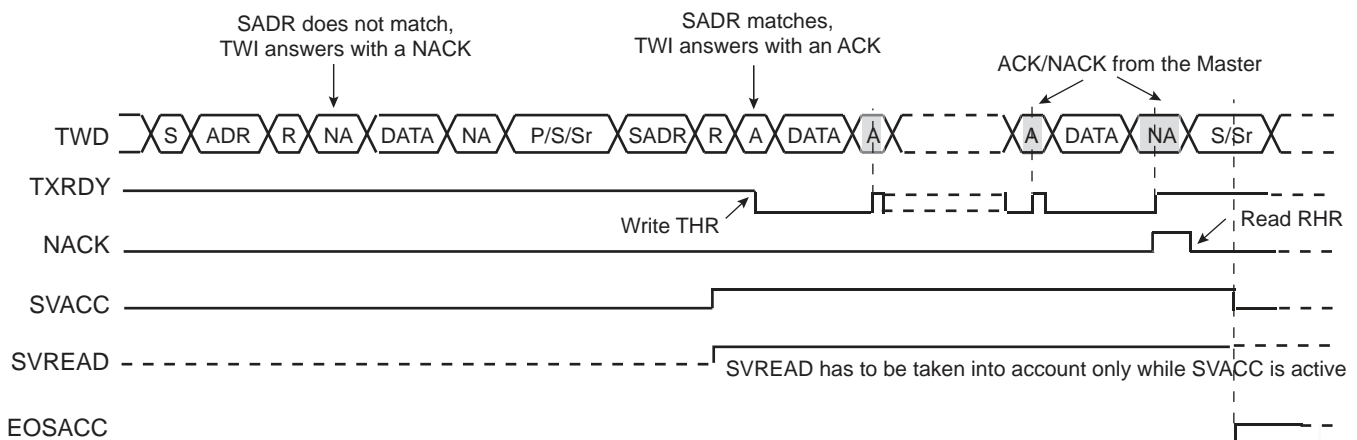 SADR does not match,
TWI answers with a NACK
SADR matches,
TWI answers with an ACK
ACK/NACK from the Master
TWD S ADR R NA DATA NA P/S/Sr SADR R A DATA A A DATA NA S/Sr
TXRDY
Write THR
Read RHR
NACK
SVACC
SVREAD
SVREAD has to be taken into account only while SVACC is active
EOSACC